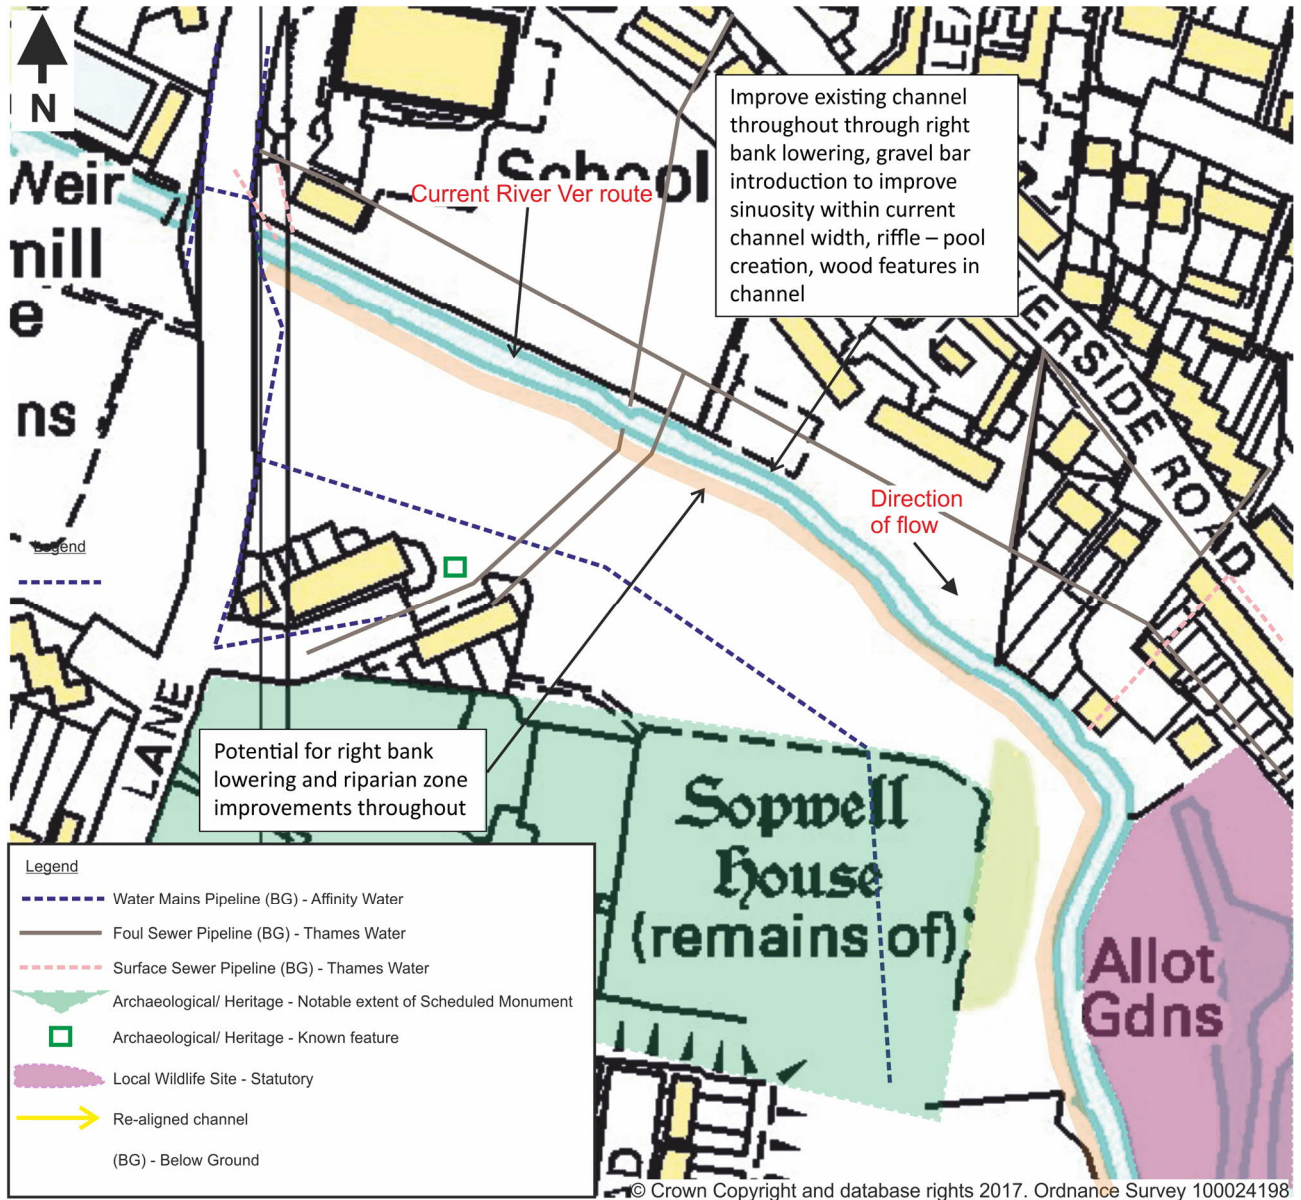 N
Weir
mill
e
ns
School
LE
Current River Ver route
Improve existing channel
throughout through right
bank lowering, gravel bar
introduction to improve
sinuosity within current
channel width, riffle – pool
creation, wood features in
channel
VERSIDE ROAD
Direction
of flow
Legend
LANE
Potential for right bank
lowering and riparian zone
improvements throughout
Sopwell
House
(remains of)
Allot
Gdns
Legend
Water Mains Pipeline (BG) - Affinity Water
Foul Sewer Pipeline (BG) - Thames Water
Surface Sewer Pipeline (BG) - Thames Water
Archaeological/ Heritage - Notable extent of Scheduled Monument
Archaeological/ Heritage - Known feature
Local Wildlife Site - Statutory
Re-aligned channel
(BG) - Below Ground
D
© Crown Copyright and database rights 2017. Ordnance Survey 100024198